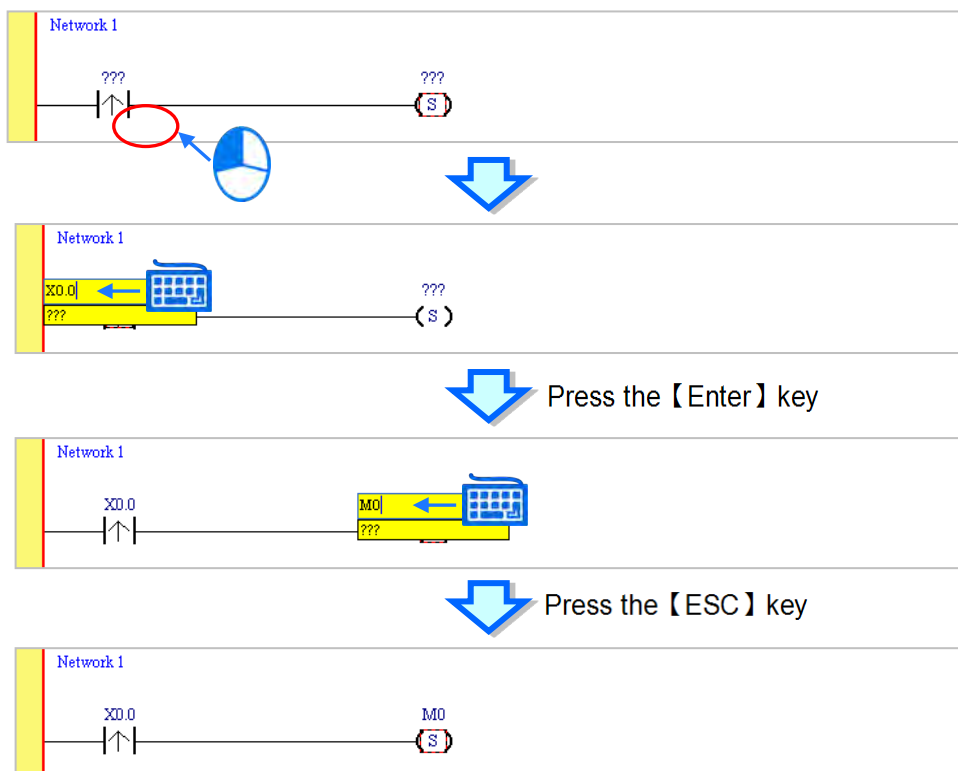 Network 1
??? ???
S
Network 1
X0.0
??? ???
S
Press the【Enter】key
Network 1
X0.0 M0
???
Press the【ESC】key
Network 1
X0.0 M0
S